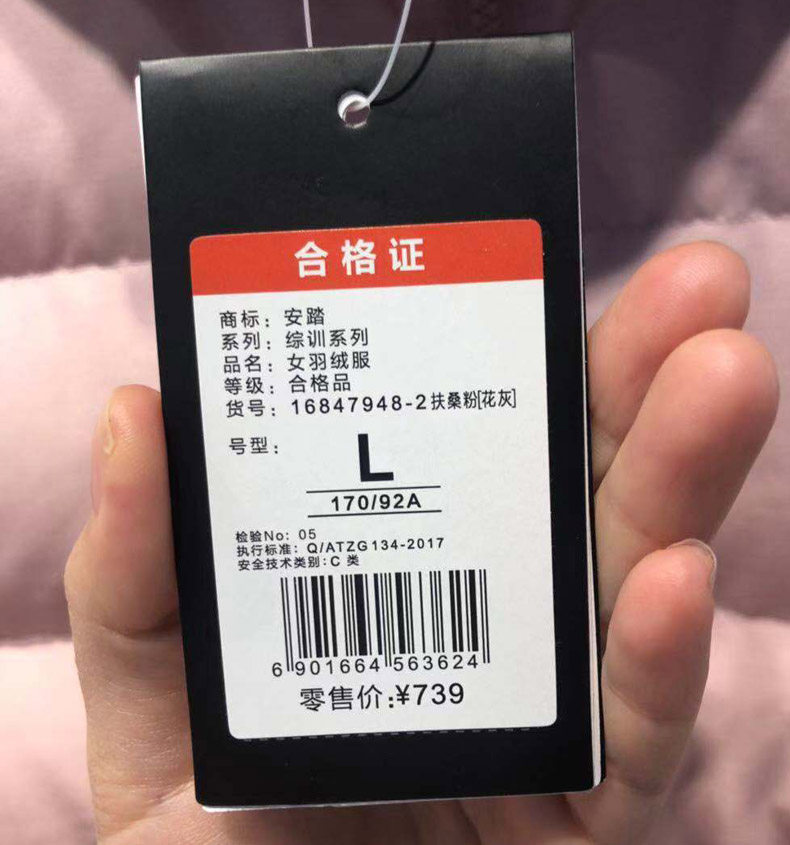 合格证
商标：安踏
系列：综训系列
品名：女羽绒服
等级：合格品
货号：16847948-2扶桑粉[花灰]
号型：L
170/92A
检验No：05
执行标准：Q/ATZG134-2017
安全技术类别:C 类
6 901664 563624
零售价:¥739